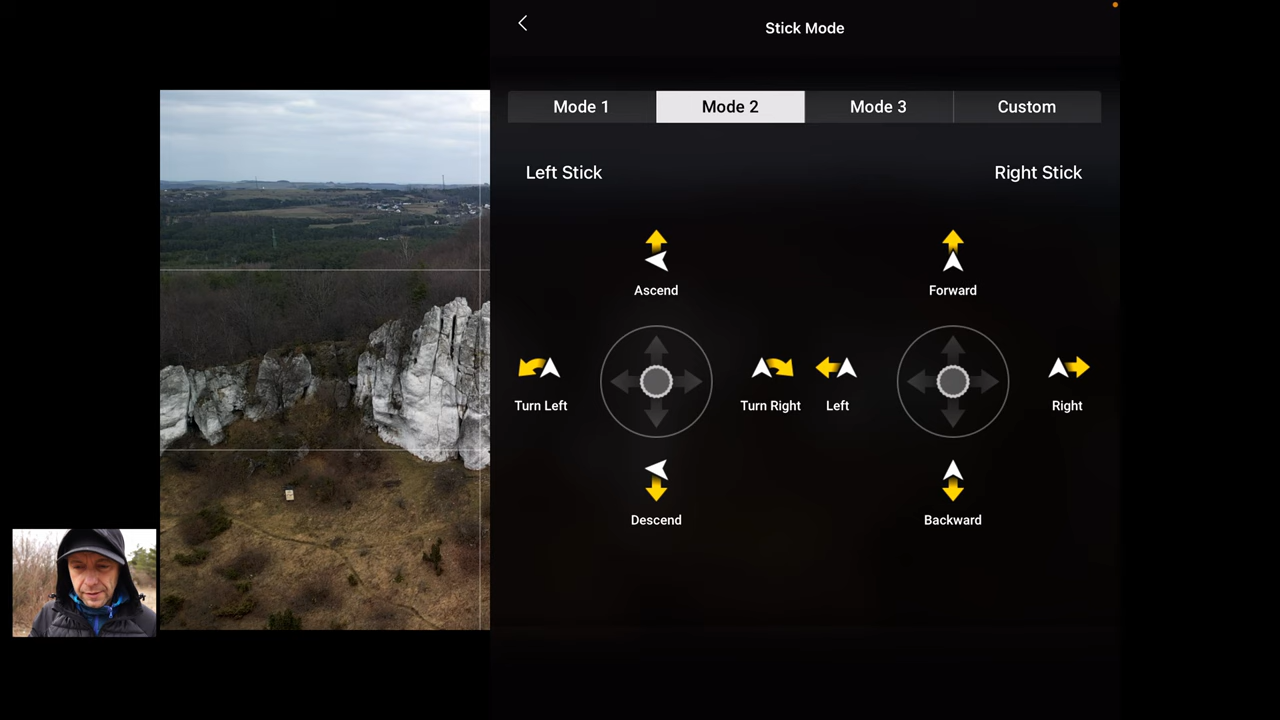 Stick Mode
Mode 1
Mode 2
Mode 3
Custom
Left Stick
Right Stick
Ascend
Forward
Turn Left
Turn Right
Left
Right
Descend
Backward